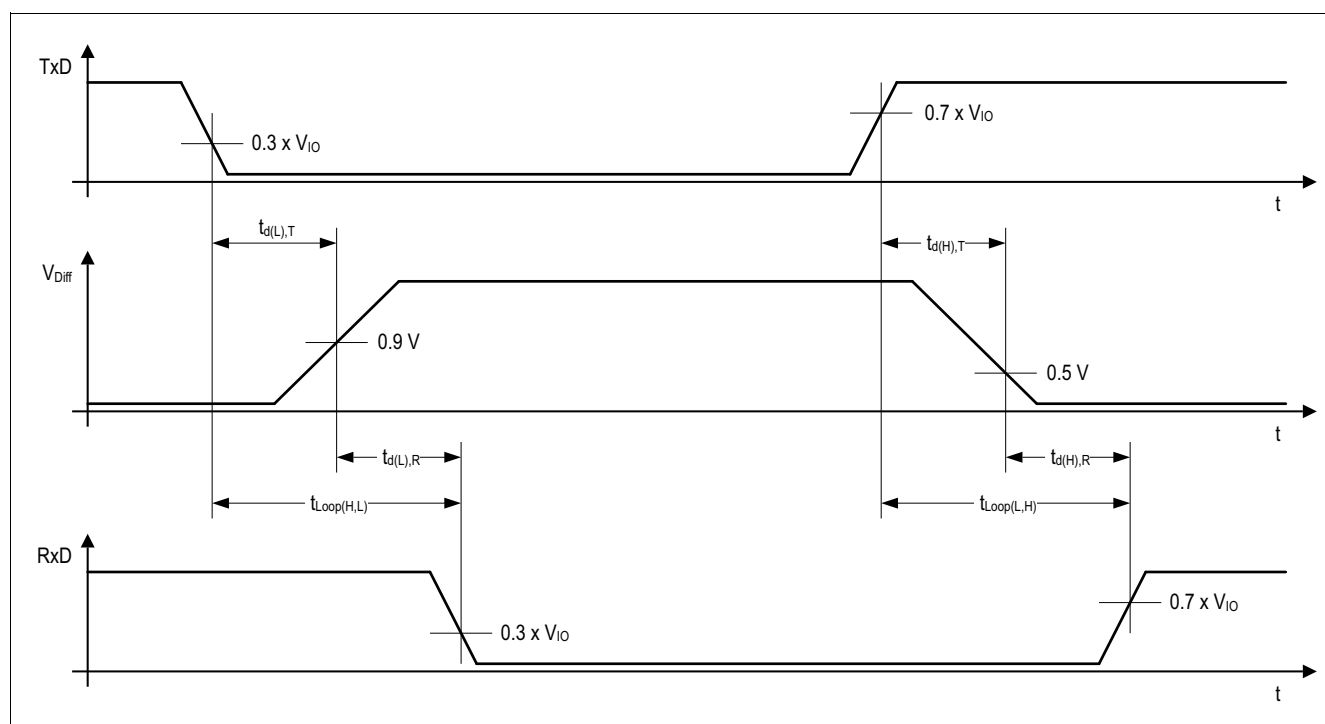 TxD
0.3 x VIO
0.7 x VIO
t
td(L),T
td(H),T
VDiff
0.9 V
0.5 V
t
td(L),R
td(H),R
tLoop(H,L)
tLoop(L,H)
RxD
0.3 x VIO
0.7 x VIO
t